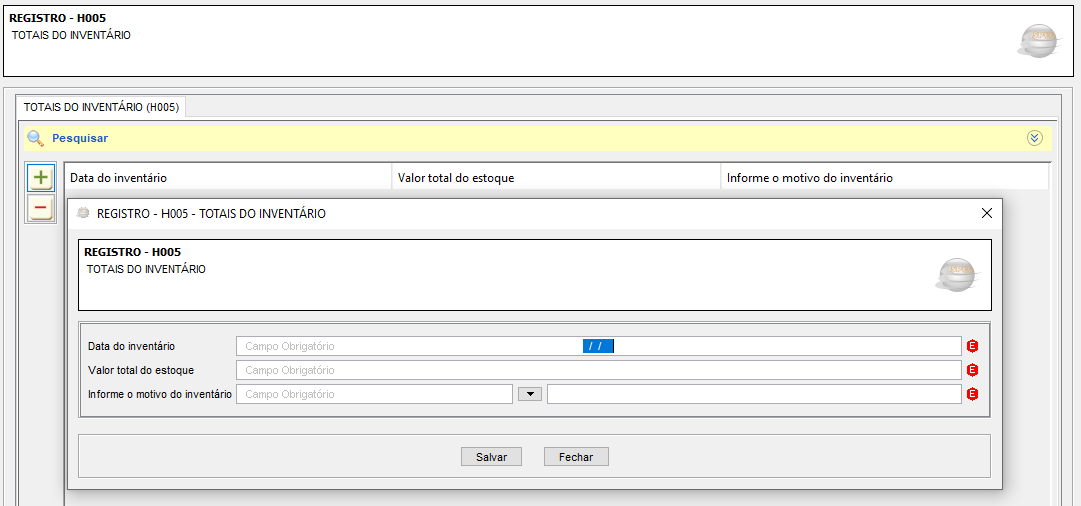 REGISTRO - H005
TOTAIS DO INVENTÁRIO
TOTAIS DO INVENTÁRIO (H005)
Pesquisar
Data do inventário Valor total do estoque Informe o motivo do inventário
REGISTRO - H005 - TOTAIS DO INVENTÁRIO
REGISTRO - H005
TOTAIS DO INVENTÁRIO
Data do inventário Campo Obrigatório / /
Valor total do estoque Campo Obrigatório
Informe o motivo do inventário Campo Obrigatório
Salvar Fechar